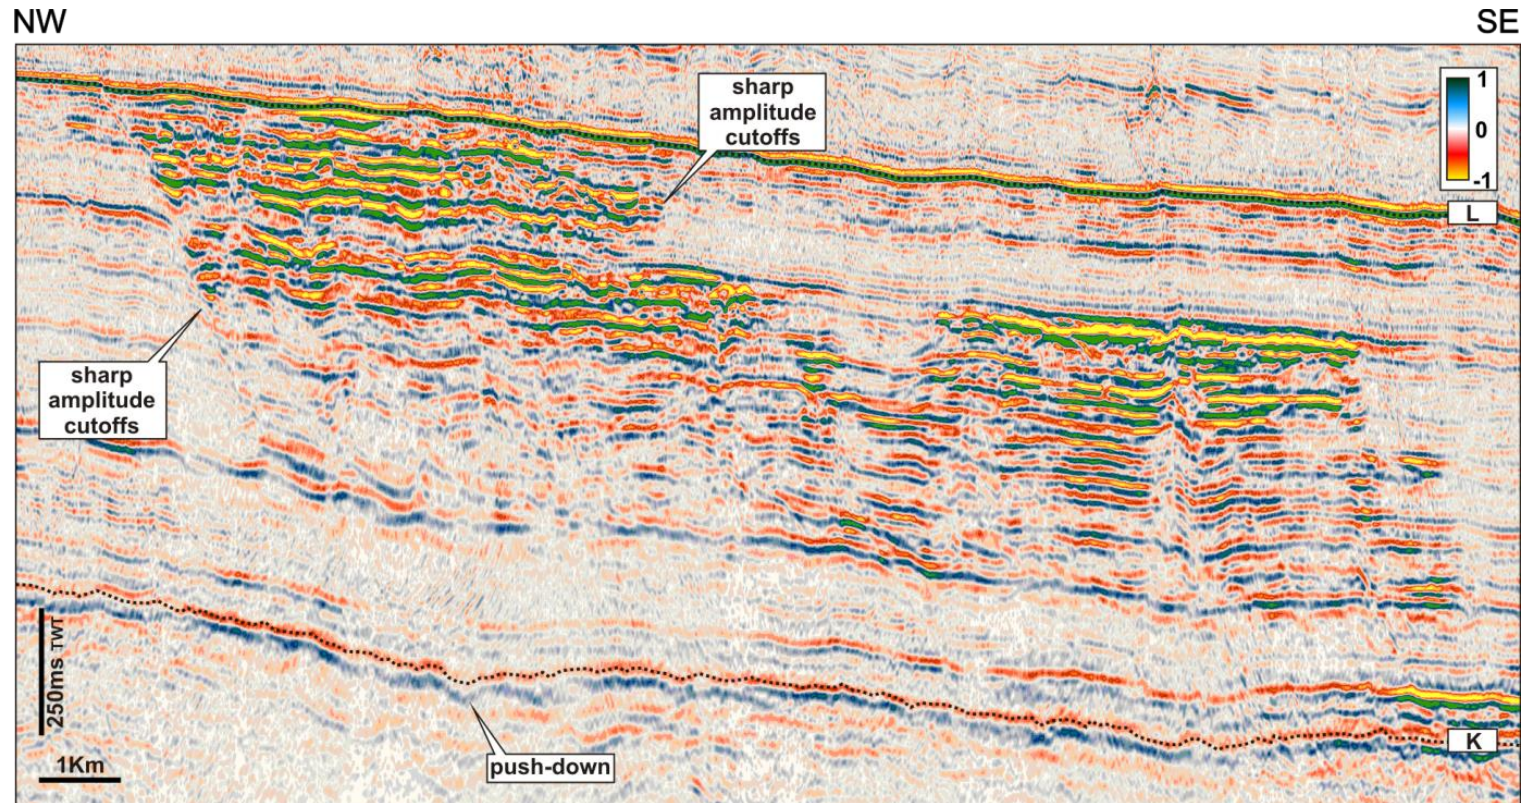 NW
SE
sharp
amplitude
cutoffs
1
0
-1
L
sharp
amplitude
cutoffs
250ms TWT
1Km
push-down
K